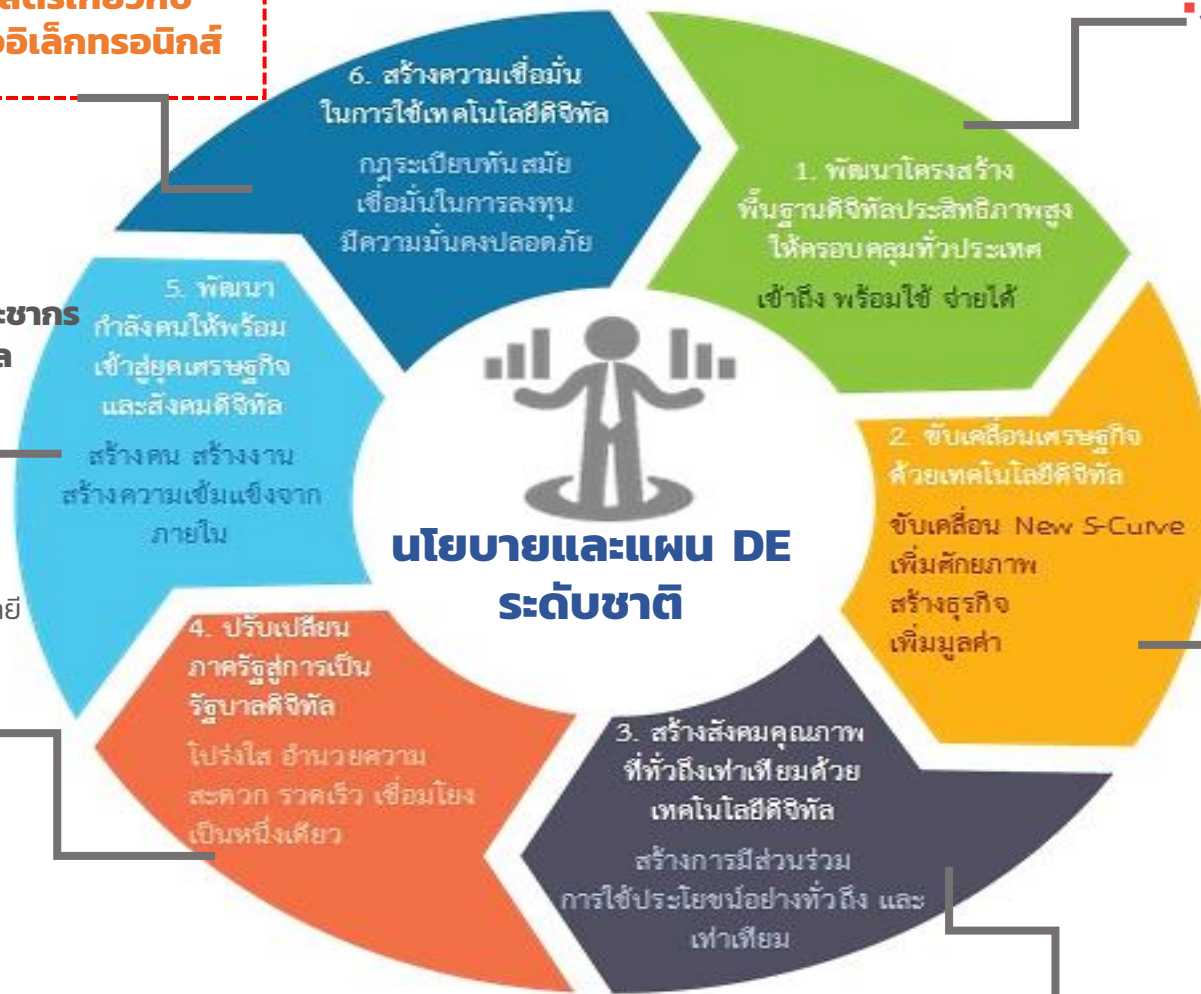 ออิเล็กทรอนิกส์
6. สร้างความเชื่อมั่น
ในการใช้เทคโนโลยีดิจิทัล
กฎระเบียบทันสมัย
เชื่อมั่นในการลงทุน
มีความมั่นคงปลอดภัย
1. พัฒนาโครงสร้าง
พื้นฐานดิจิทัลประสิทธิภาพสูง
ให้ครอบคลุมทั่วประเทศ
เข้าถึง พร้อมใช้ จ่ายได้
2. ขับเคลื่อนเศรษฐกิจ
ด้วยเทคโนโลยีดิจิทัล
ขับเคลื่อน New S-Curve
เพิ่มศักยภาพ
สร้างธุรกิจ
เพิ่มมูลค่า
3. สร้างสังคมคุณภาพ
ที่ทั่วถึงเท่าเทียมด้วย
เทคโนโลยีดิจิทัล
สร้างการมีส่วนร่วม
การใช้ประโยชน์อย่างทั่วถึง และ
เท่าเทียม
4. ปรับเปลี่ยน
ภาครัฐสู่การเป็น
รัฐบาลดิจิทัล
โปร่งใส อำนวยความ
สะดวก รวดเร็ว เชื่อมโยง
เป็นหนึ่งเดียว
5. พัฒนา
กำลังคนให้พร้อม
เข้าสู่ยุคเศรษฐกิจ
และสังคมดิจิทัล
สร้างคน สร้างงาน
สร้างความเข้มแข็งจาก
ภายใน
ะชากร
ล
ยี
นโยบายและแผน DE
ระดับชาติ